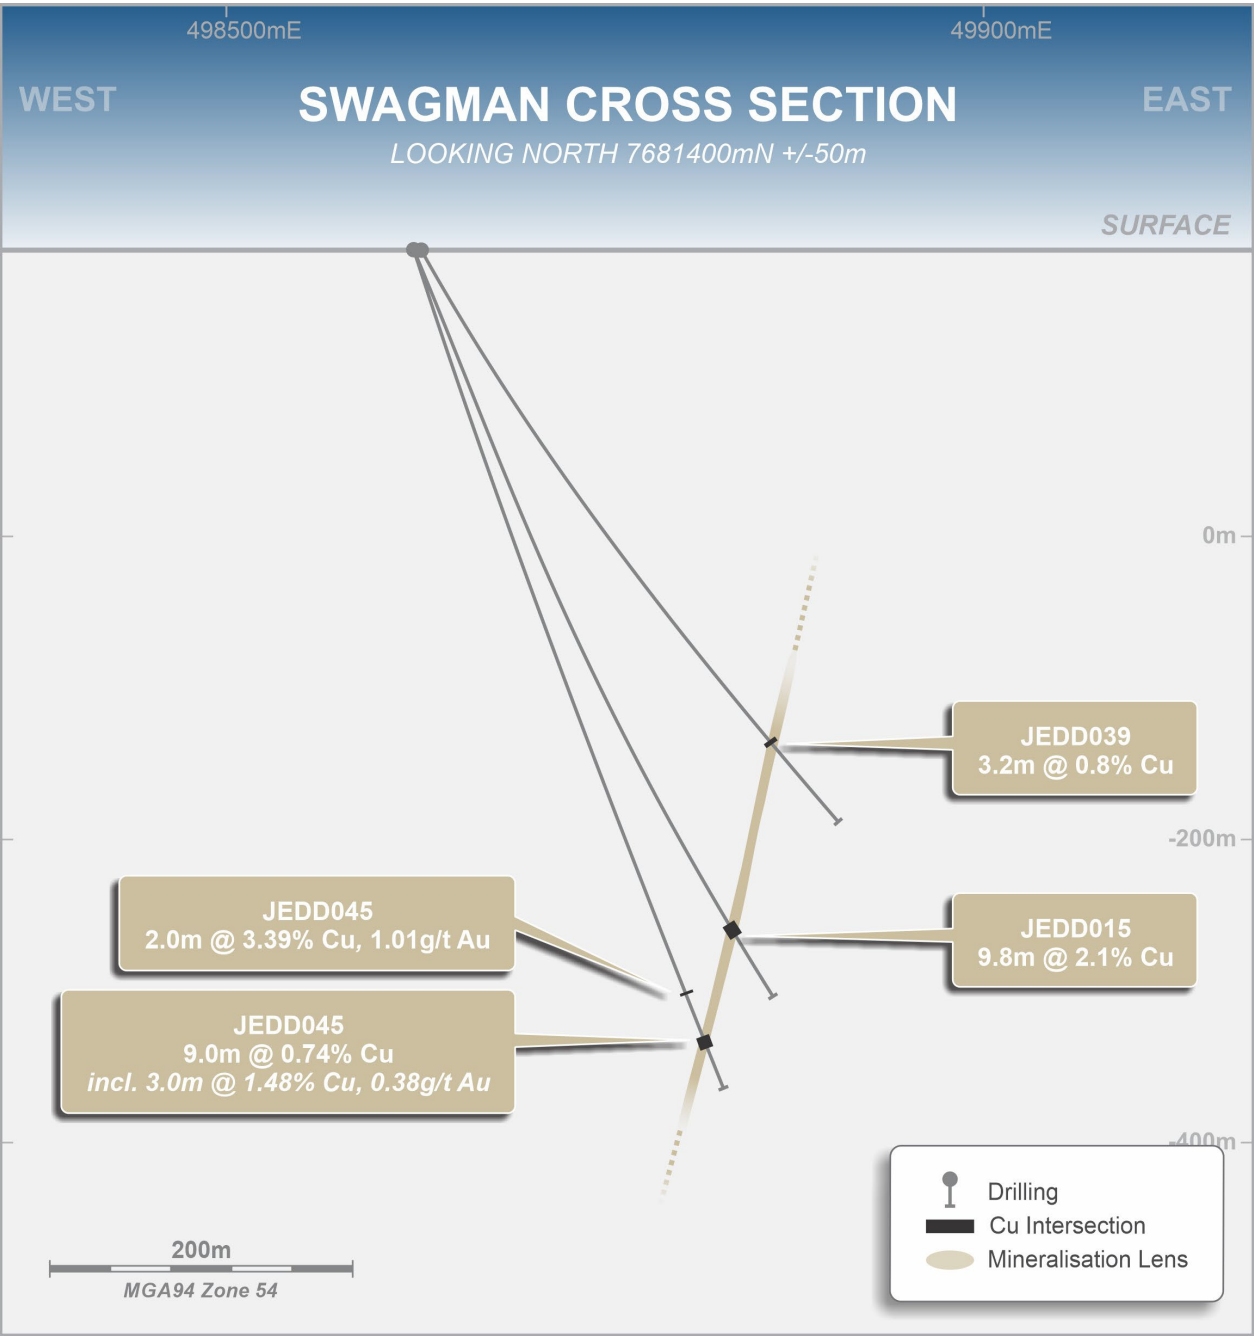 498500mE
49900mE
WEST
SWAGMAN CROSS SECTION
EAST
LOOKING NORTH 7681400mN +/-50m
SURFACE
0m
JEDD039
3.2m @ 0.8% Cu
-200m
JEDD045
2.0m @ 3.39% Cu, 1.01g/t Au
JEDD015
9.8m @ 2.1% Cu
JEDD045
9.0m @ 0.74% Cu
incl. 3.0m @ 1.48% Cu, 0.38g/t Au
-400m
Drilling
Cu Intersection
Mineralisation Lens
200m
MGA94 Zone 54